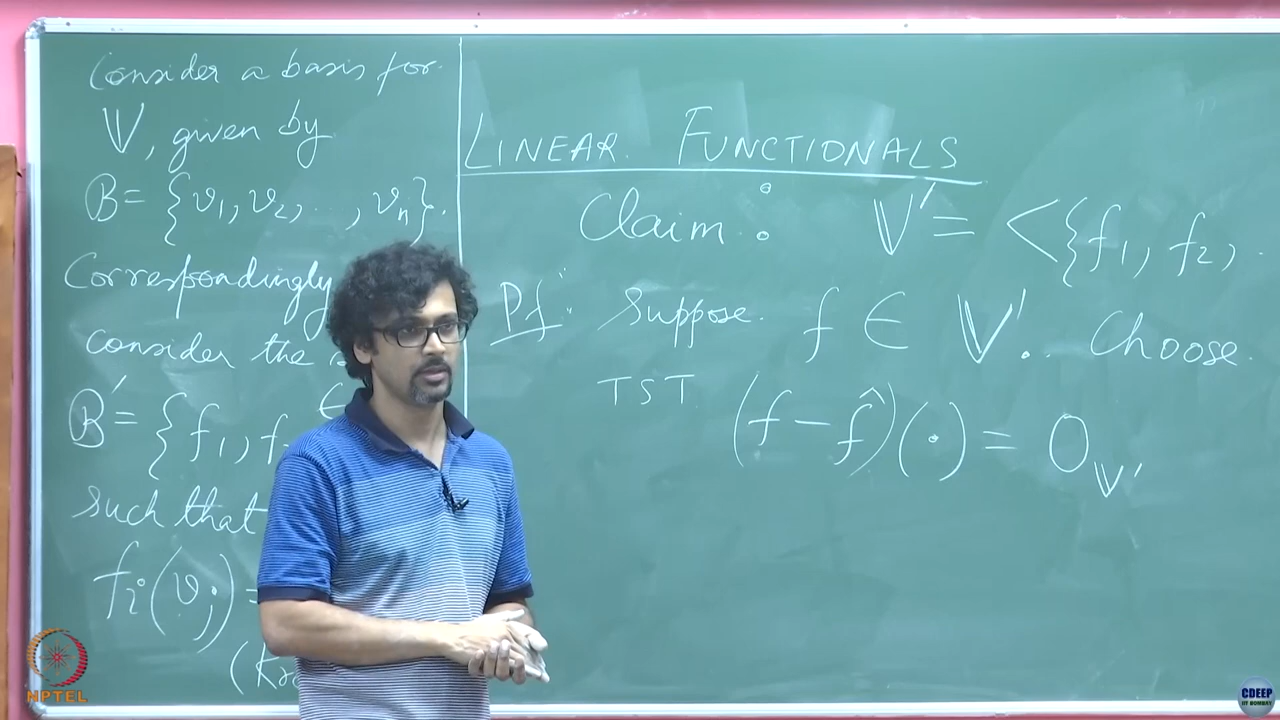 Consider a basis for
𝕍, given by
B = {v₁, v₂, . . , vₙ}.
Correspondingly
consider the
B′ = {f₁, f
∈
such that
fᵢ(vⱼ) =
(Kr
LINEAR FUNCTIONALS
Claim : 𝕍′ = <{f₁, f₂, .
Pf: Suppose f ∈ 𝕍′. Choose
TST (f − f̂)(·) = 0_𝕍′
NPTEL
CDEEP
IIT BOMBAY